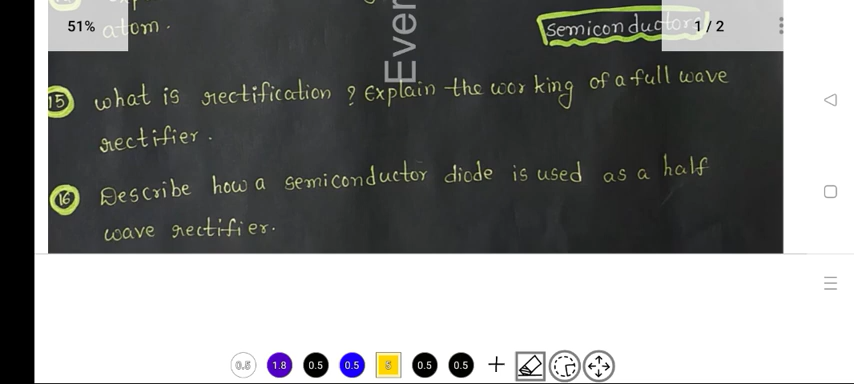 51%
atom.
Ever
semiconductors
1 / 2
15 what is rectification ? Explain the working of a full wave
rectifier.
16 Describe how a semiconductor diode is used as a half
wave rectifier.
0.5 1.8 0.5 0.5 5 0.5 0.5